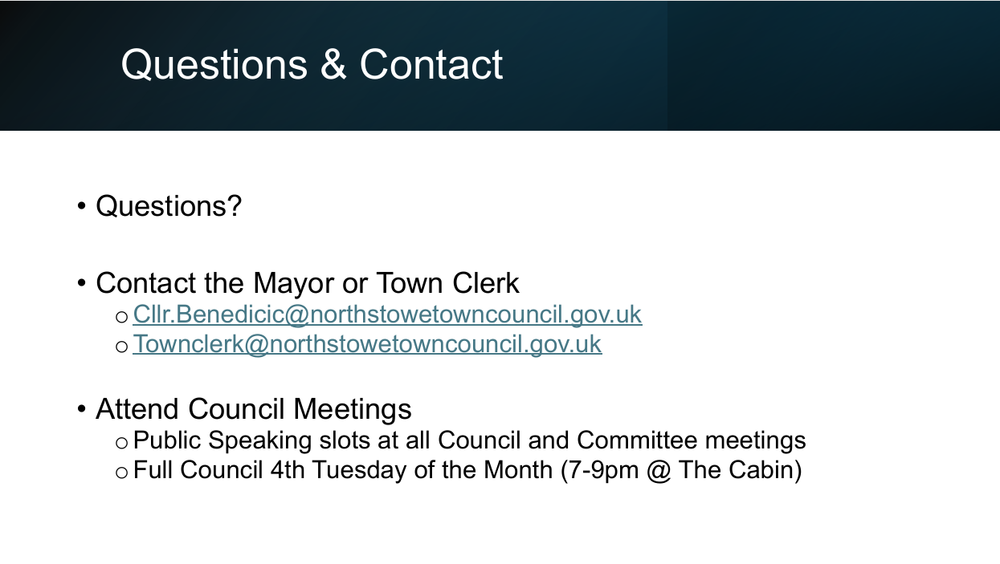 Questions & Contact
• Questions?
• Contact the Mayor or Town Clerk
o Cllr.Benedicic@northstowetowncouncil.gov.uk
o Townclerk@northstowetowncouncil.gov.uk
• Attend Council Meetings
o Public Speaking slots at all Council and Committee meetings
o Full Council 4th Tuesday of the Month (7-9pm @ The Cabin)